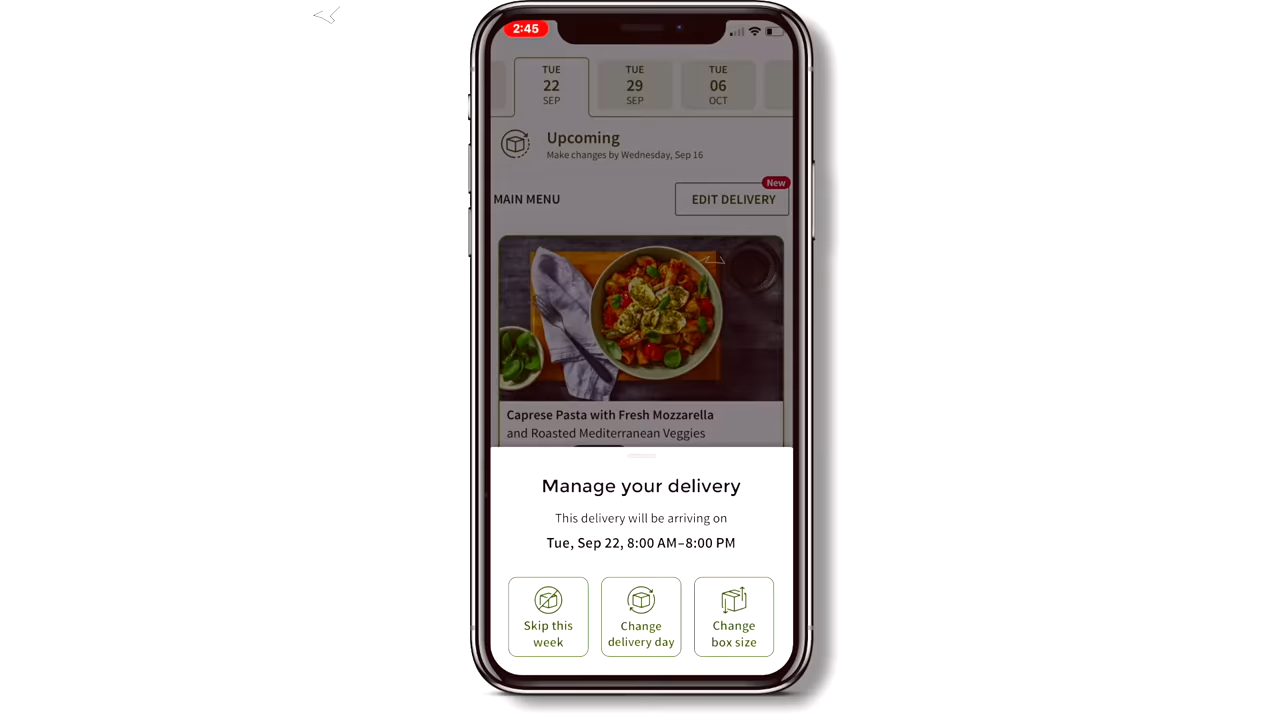 2:45
TUE TUE TUE
22 29 06
SEP SEP OCT
Upcoming
Make changes by Wednesday, Sep 16
New
MAIN MENU EDIT DELIVERY
Caprese Pasta with Fresh Mozzarella
and Roasted Mediterranean Veggies
Manage your delivery
This delivery will be arriving on
Tue, Sep 22, 8:00 AM–8:00 PM
Skip this
week
Change
delivery day
Change
box size